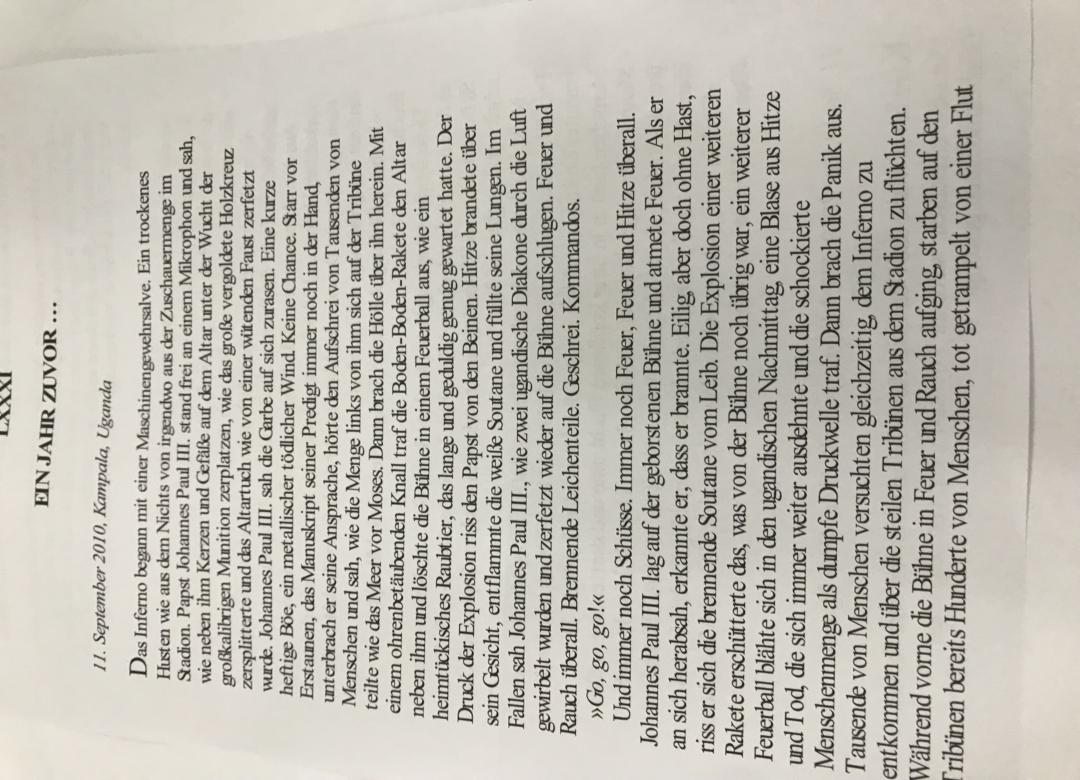 LXXXI
EIN JAHR ZUVOR …
11. September 2010, Kampala, Uganda
Das Inferno begann mit einer Maschinengewehrsalve. Ein trockenes
Husten wie aus dem Nichts von irgendwo aus der Zuschauermenge im
Stadion. Papst Johannes Paul III. stand frei an einem Mikrophon und sah,
wie neben ihm Kerzen und Gefäße auf dem Altar unter der Wucht der
großkalibrigen Munition zerplatzen, wie das große vergoldete Holzkreuz
zersplitterte und das Altartuch wie von einer wütenden Faust zerfetzt
wurde. Johannes Paul III. sah die Garbe auf sich zurasen. Eine kurze
heftige Böe, ein metallischer tödlicher Wind. Keine Chance. Starr vor
Erstaunen, das Manuskript seiner Predigt immer noch in der Hand,
unterbrach er seine Ansprache, hörte den Aufschrei von Tausenden von
Menschen und sah, wie die Menge links von ihm sich auf der Tribüne
teilte wie das Meer vor Moses. Dann brach die Hölle über ihn herein. Mit
einem ohrenbetäubenden Knall traf die Boden-Boden-Rakete den Altar
neben ihm und löschte die Bühne in einem Feuerball aus, wie ein
heimtückisches Raubtier, das lange und geduldig genug gewartet hatte. Der
Druck der Explosion riss den Papst von den Beinen. Hitze brandete über
sein Gesicht, entflammte die weiße Soutane und füllte seine Lungen. Im
Fallen sah Johannes Paul III., wie zwei ugandische Diakone durch die Luft
gewirbelt wurden und zerfetzt wieder auf die Bühne aufschlugen. Feuer und
Rauch überall. Brennende Leichenteile. Geschrei. Kommandos.
»Go, go, go!«
Und immer noch Schüsse. Immer noch Feuer, Feuer und Hitze überall.
Johannes Paul III. lag auf der geborstenen Bühne und atmete Feuer. Als er
an sich herabsah, erkannte er, dass er brannte. Eilig, aber doch ohne Hast,
riss er sich die brennende Soutane vom Leib. Die Explosion einer weiteren
Rakete erschütterte das, was von der Bühne noch übrig war, ein weiterer
Feuerball blähte sich in den ugandischen Nachmittag, eine Blase aus Hitze
und Tod, die sich immer weiter ausdehnte und die schockierte
Menschenmenge als dumpfe Druckwelle traf. Dann brach die Panik aus.
Tausende von Menschen versuchten gleichzeitig, dem Inferno zu
entkommen und über die steilen Tribünen aus dem Stadion zu flüchten.
Während vorne die Bühne in Feuer und Rauch aufging, starben auf den
Tribünen bereits Hunderte von Menschen, tot getrampelt von einer Flut